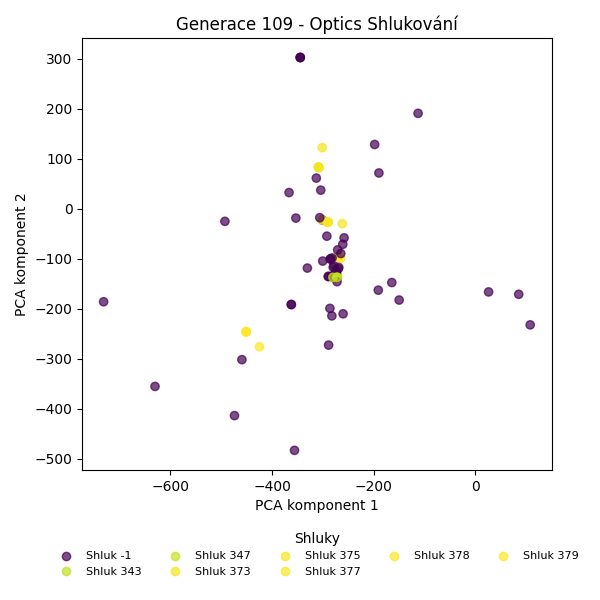 Generace 109 - Optics Shlukování
300
200
100
0
−100
−200
−300
−400
−500
PCA komponent 2
−600 −400 −200 0
PCA komponent 1
Shluky
Shluk -1 Shluk 347 Shluk 375 Shluk 378 Shluk 379
Shluk 343 Shluk 373 Shluk 377